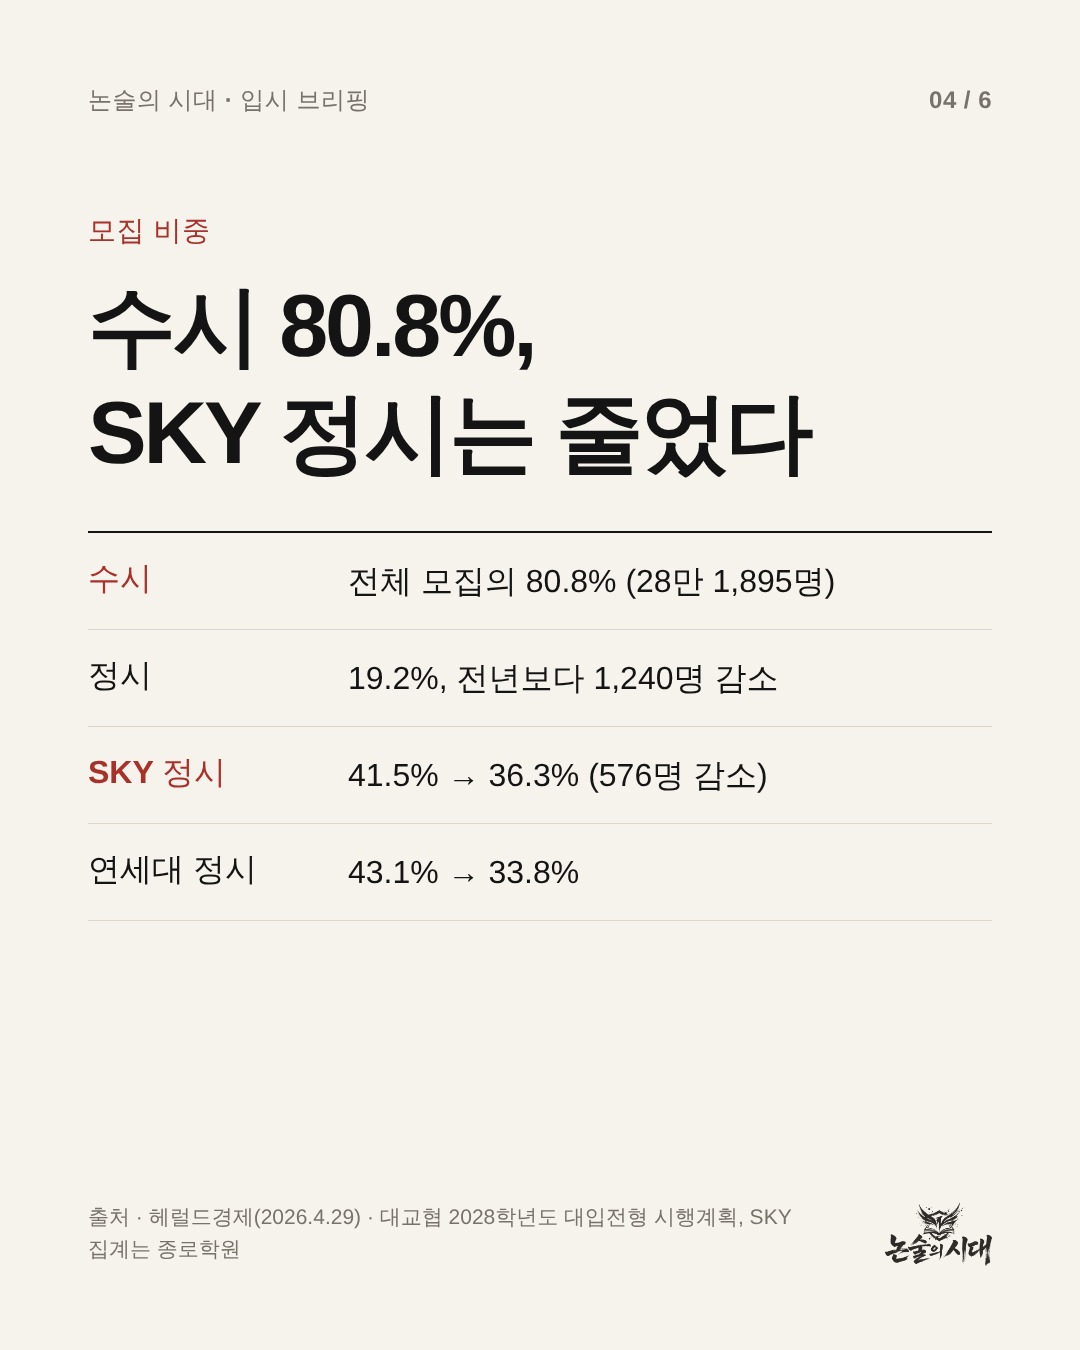 논술의 시대 · 입시 브리핑
04 / 6
모집 비중
수시 80.8%,
SKY 정시는 줄었다
수시 전체 모집의 80.8% (28만 1,895명)
정시 19.2%, 전년보다 1,240명 감소
SKY 정시 41.5% → 36.3% (576명 감소)
연세대 정시 43.1% → 33.8%
출처 · 헤럴드경제(2026.4.29) · 대교협 2028학년도 대입전형 시행계획, SKY
집계는 종로학원
논술의시대